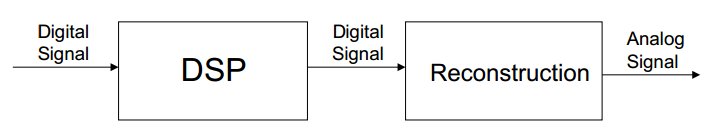 Digital
Signal
DSP
Digital
Signal
Reconstruction
Analog
Signal